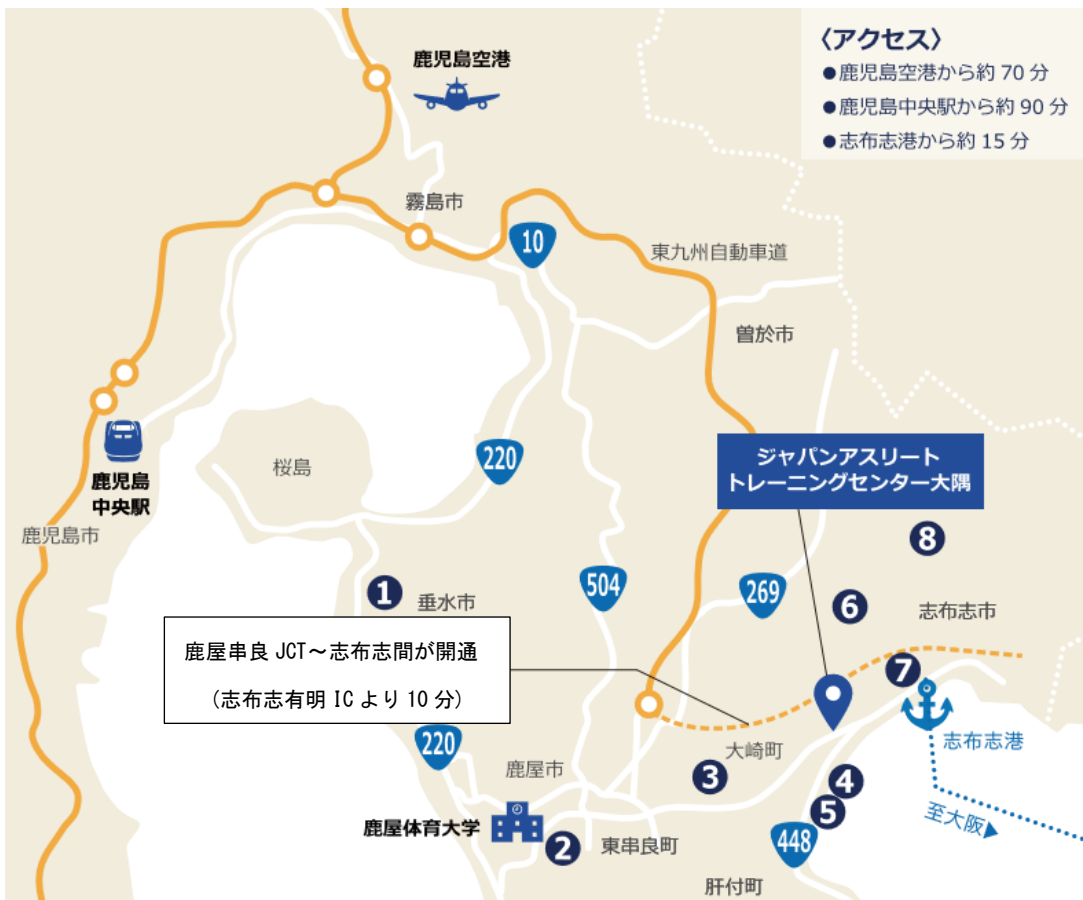 〈アクセス〉
●鹿児島空港から約 70 分
●鹿児島中央駅から約 90 分
●志布志港から約 15 分
鹿児島空港
霧島市
10
東九州自動車道
曽於市
鹿児島
中央駅
鹿児島市
桜島
220
ジャパンアスリート
トレーニングセンター大隅
8
504
269
1
垂水市
6
志布志市
鹿屋串良 JCT～志布志間が開通
(志布志有明 IC より 10 分)
7
志布志港
220
大崎町
3
4
5
鹿屋市
鹿屋体育大学
2
東串良町
448
至大阪▶
肝付町